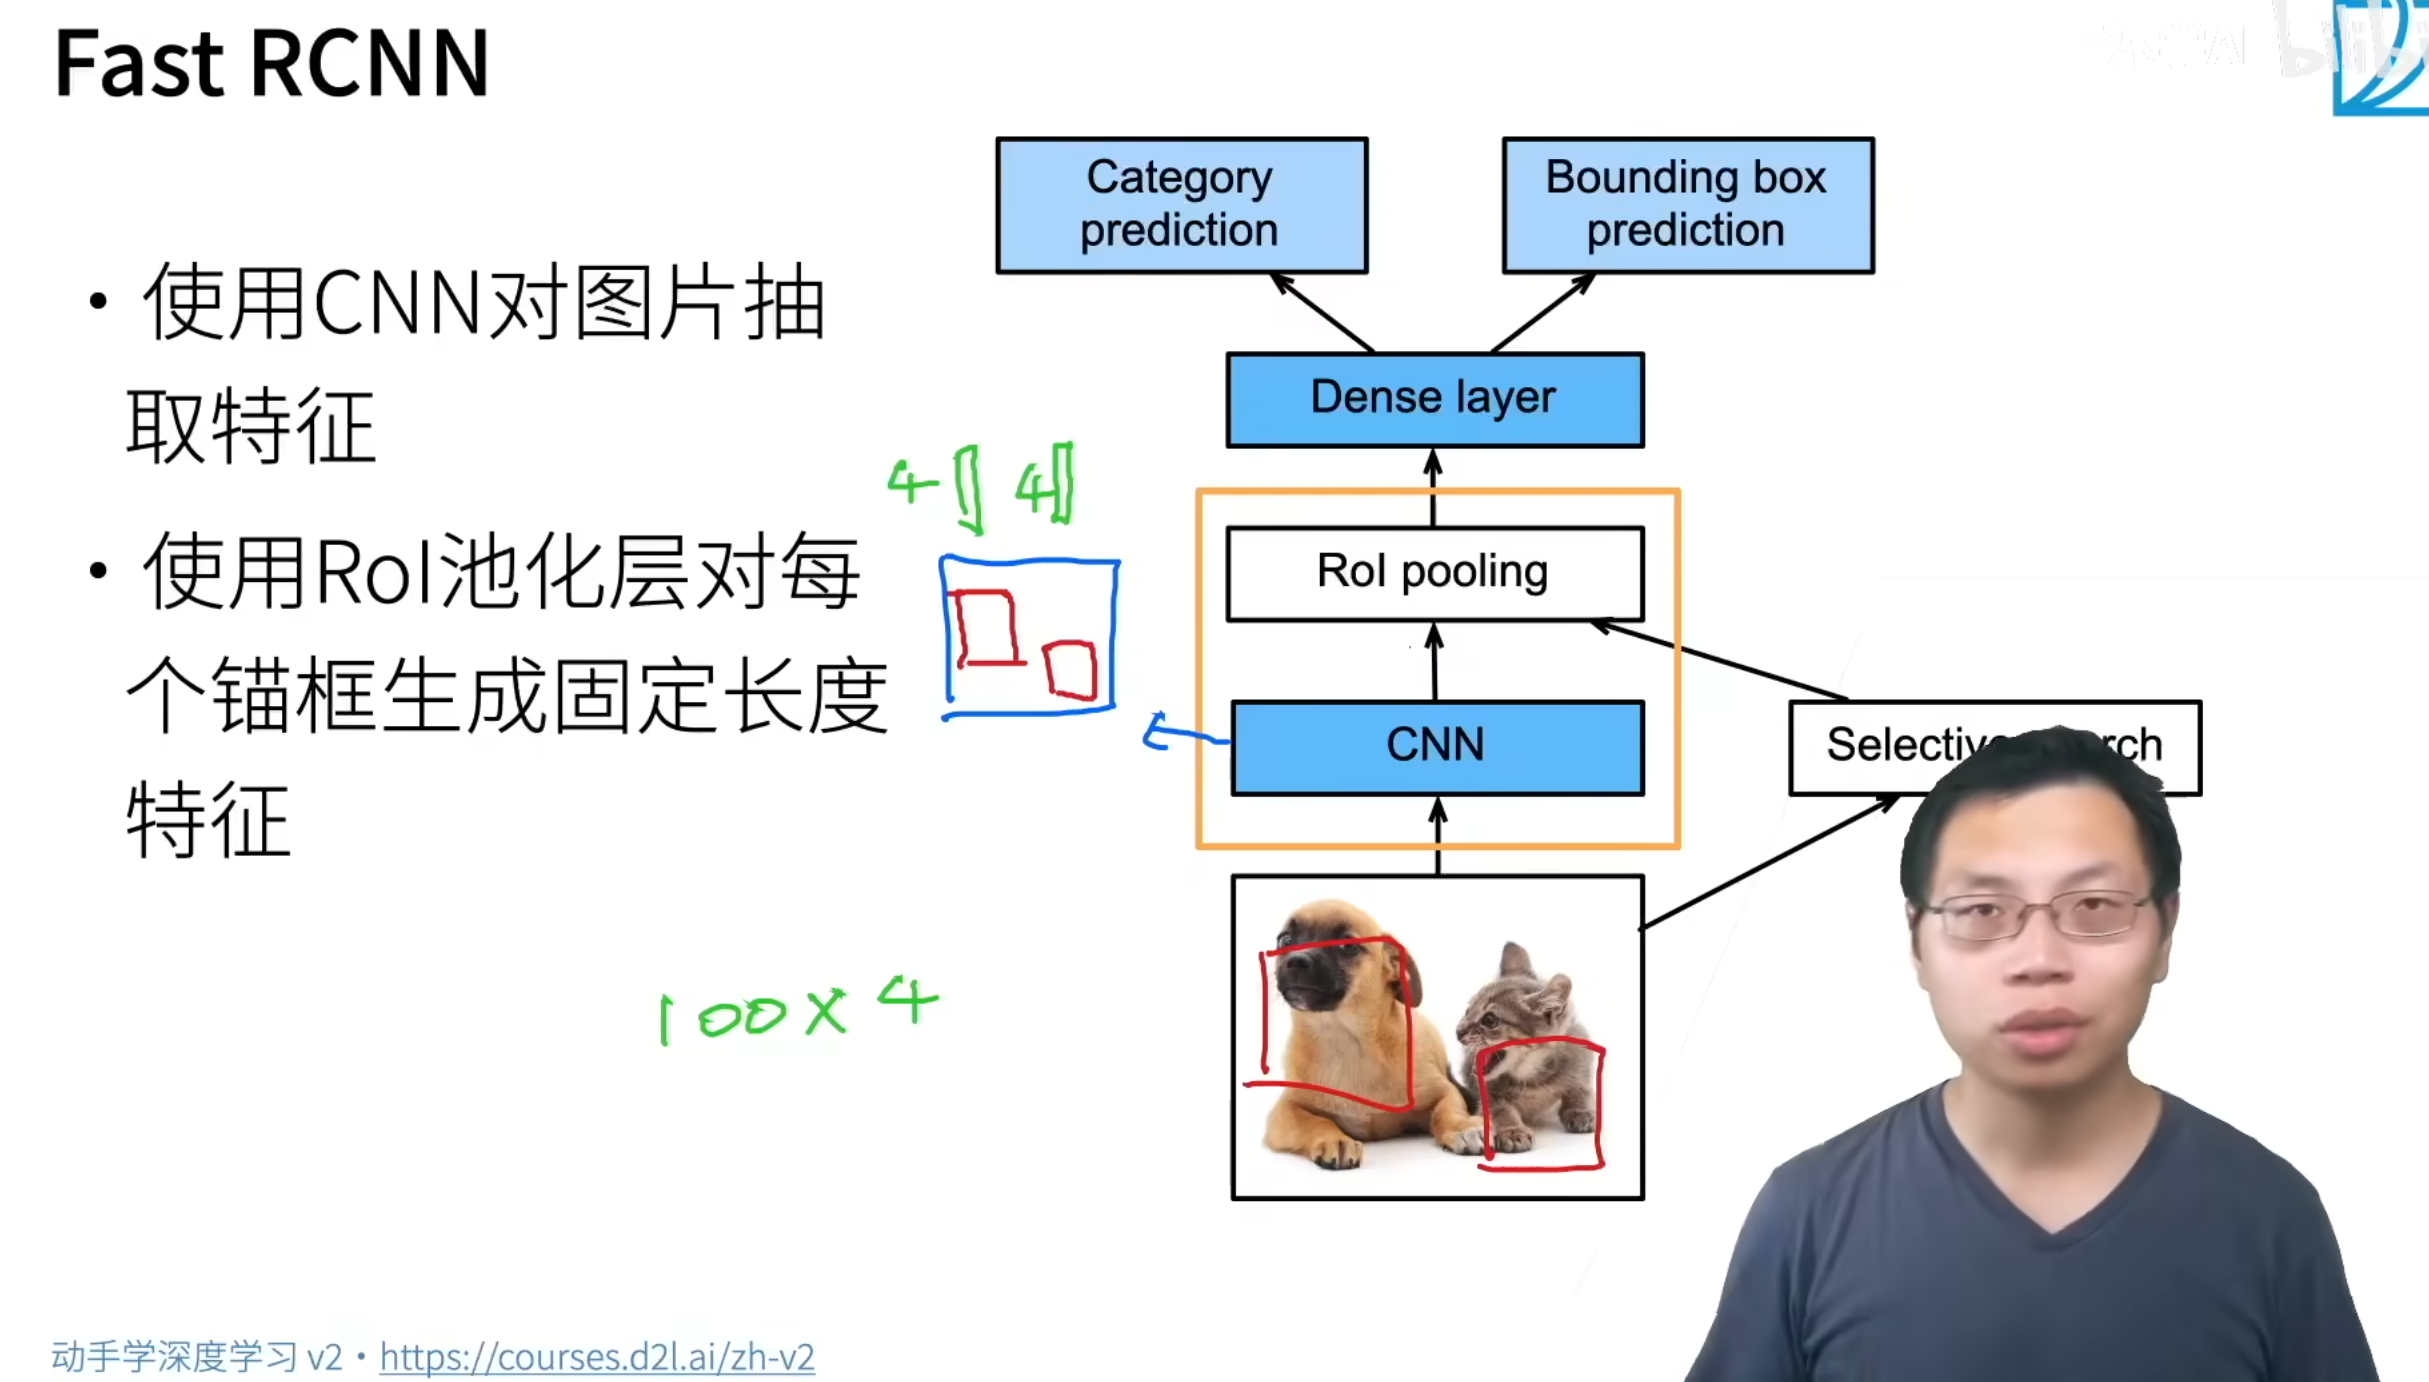 Fast RCNN
• 使用CNN对图片抽
取特征
• 使用RoI池化层对每
个锚框生成固定长度
特征
Category
prediction
Bounding box
prediction
Dense layer
4 4
RoI pooling
CNN
100 x 4
动手学深度学习 v2 • https://courses.d2l.ai/zh-v2